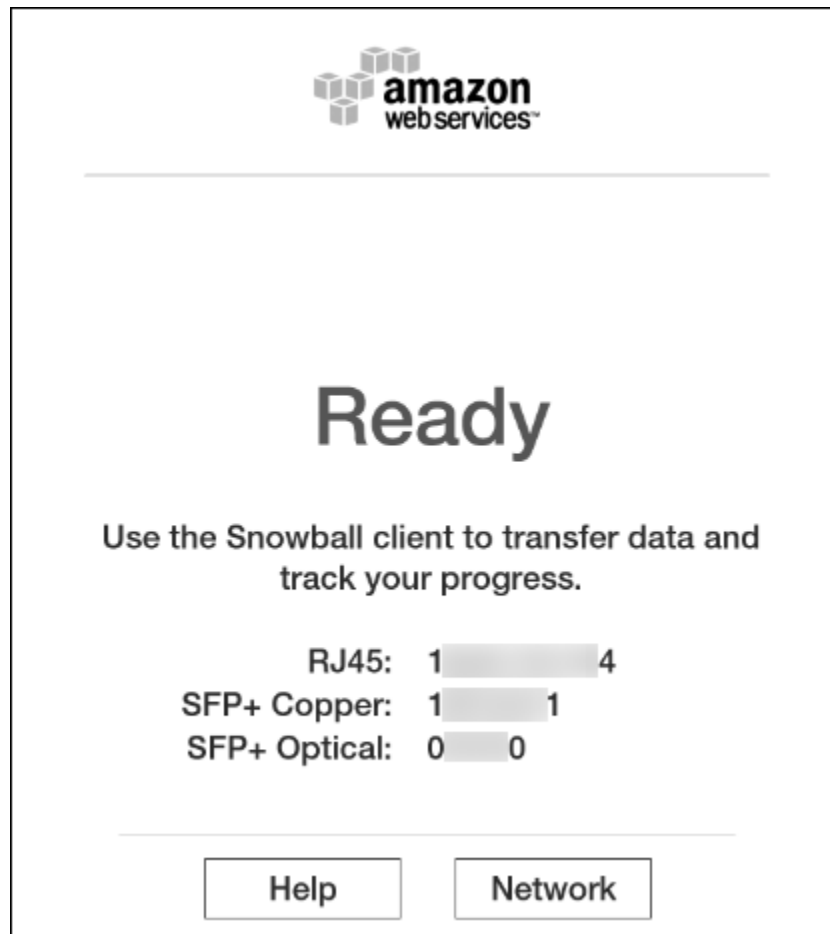 amazon
webservices™
Ready
Use the Snowball client to transfer data and
track your progress.
RJ45: 1 4
SFP+ Copper: 1 1
SFP+ Optical: 0 0
Help
Network